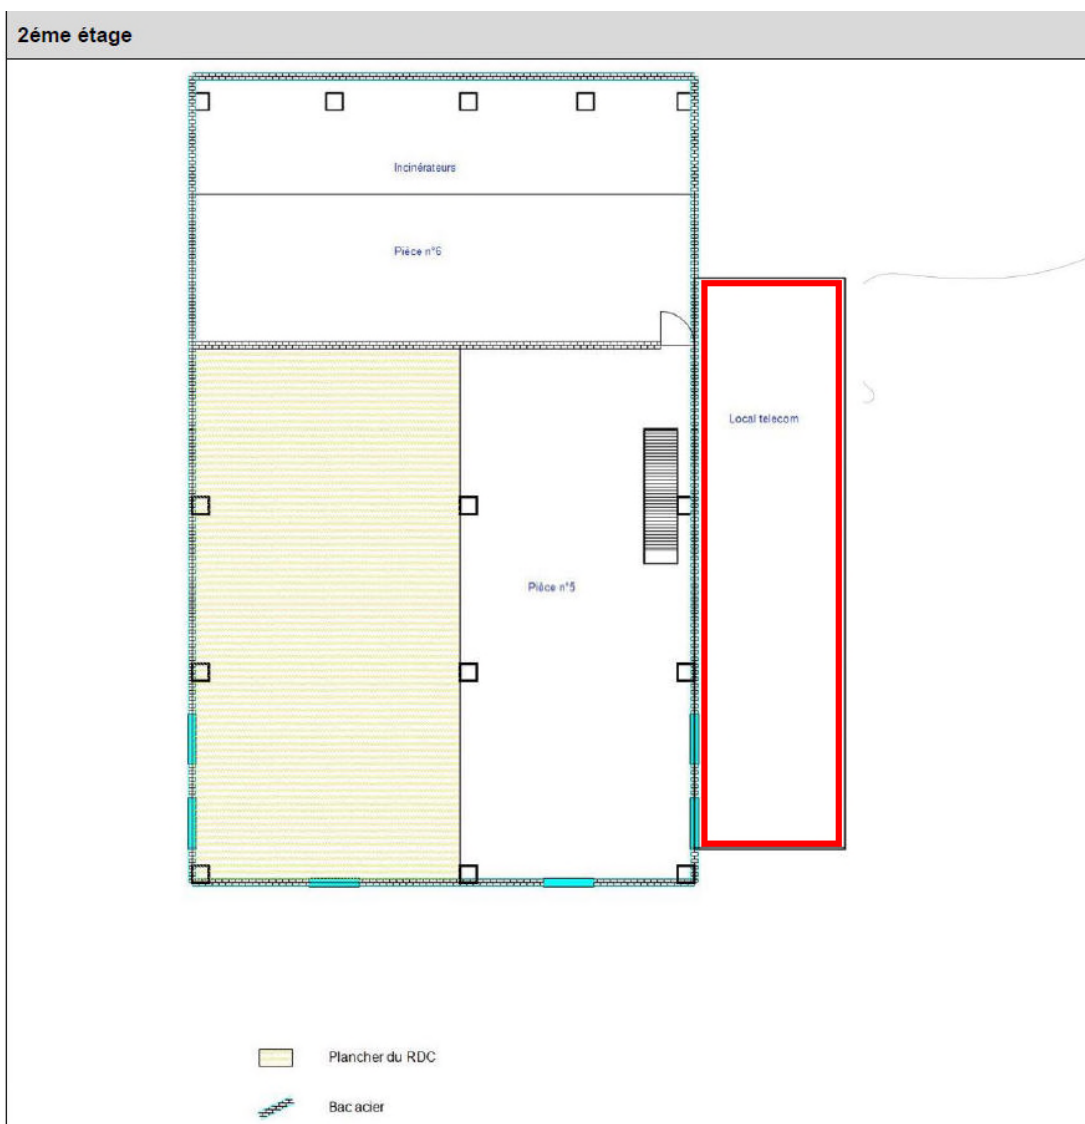 2éme étage
Incinérateurs
Pièce n°6
Local telecom
Pièce n°5
Plancher du RDC
Bac acier